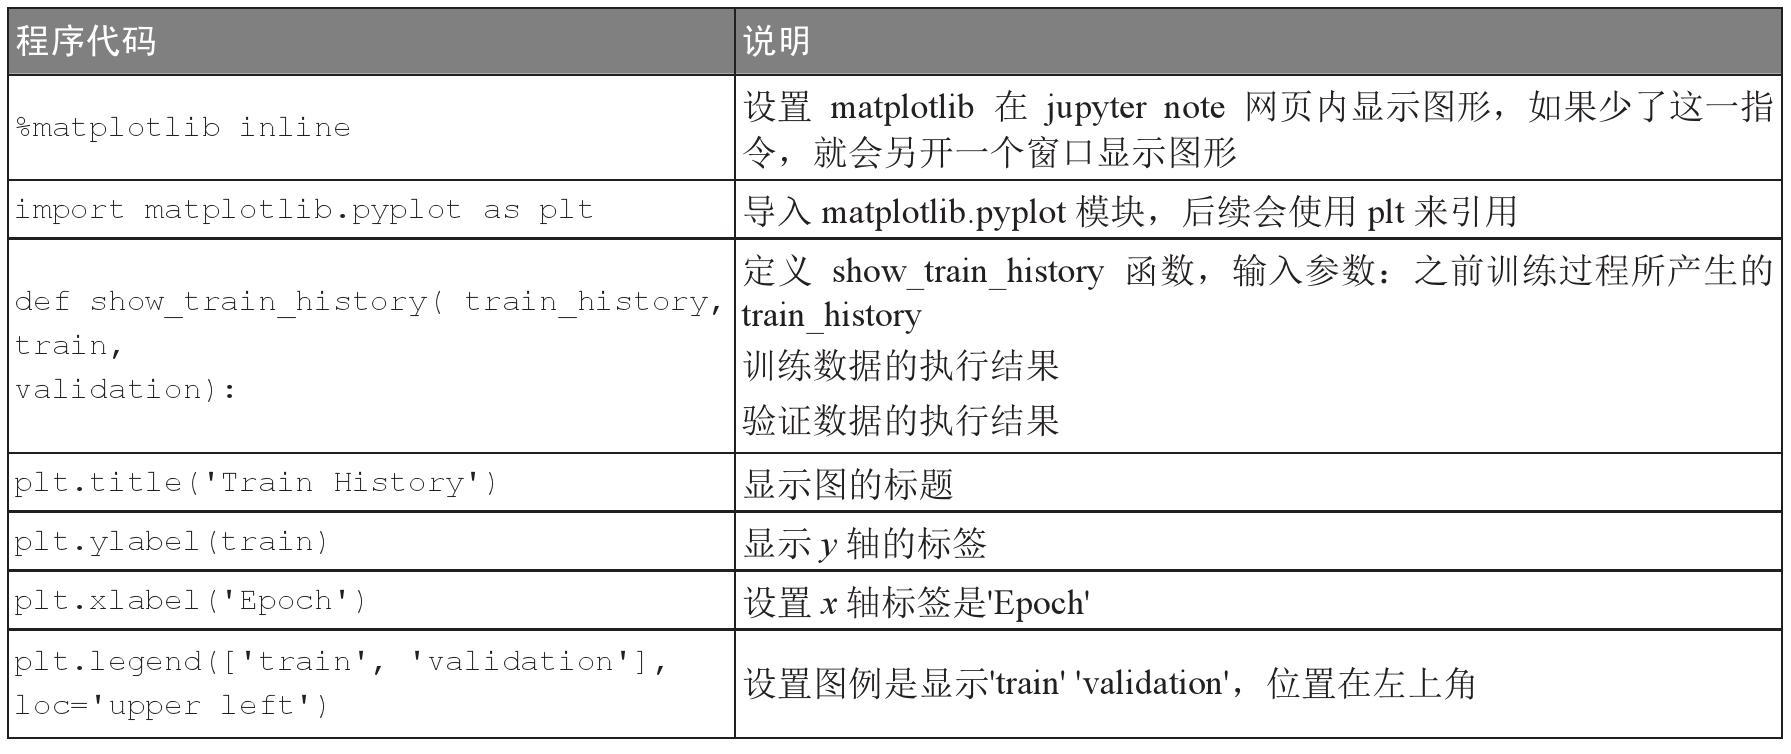 程序代码
说明
%matplotlib inline
设置 matplotlib 在 jupyter note 网页内显示图形，如果少了这一指
令，就会另开一个窗口显示图形
import matplotlib.pyplot as plt
导入 matplotlib.pyplot 模块，后续会使用 plt 来引用
def show_train_history( train_history,
train,
validation):
定义 show_train_history 函数，输入参数：之前训练过程所产生的
train_history
训练数据的执行结果
验证数据的执行结果
plt.title('Train History')
显示图的标题
plt.ylabel(train)
显示 y 轴的标签
plt.xlabel('Epoch')
设置 x 轴标签是'Epoch'
plt.legend(['train', 'validation'],
loc='upper left')
设置图例是显示'train' 'validation'，位置在左上角